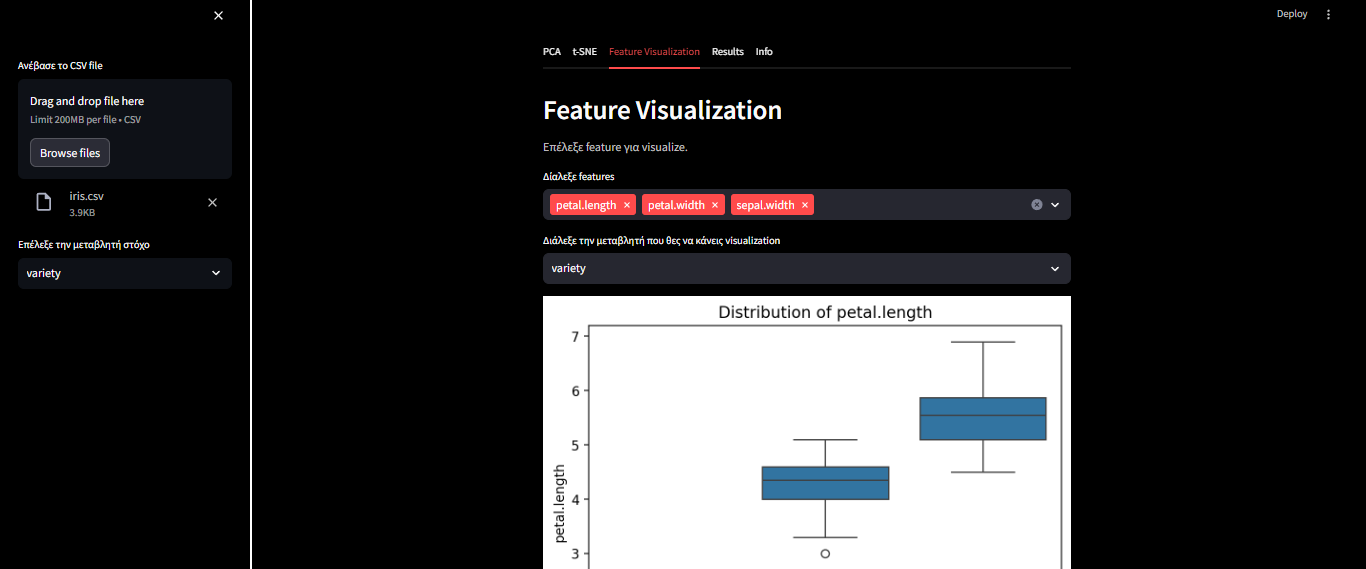 Deploy
Ανέβασε το CSV file
Drag and drop file here
Limit 200MB per file • CSV
Browse files
iris.csv
3.9KB
Επέλεξε την μεταβλητή στόχο
variety
PCA t-SNE Feature Visualization Results Info
Feature Visualization
Επέλεξε feature για visualize.
Δίαλεξε features
petal.length petal.width sepal.width
Διάλεξε την μεταβλητή που θες να κάνεις visualization
variety
Distribution of petal.length
7
6
5
4
3
petal.length